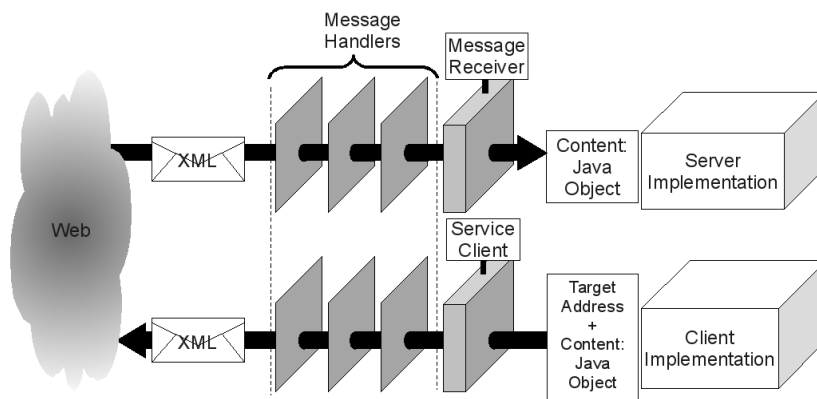 Message
Handlers
Message
Receiver
XML
Content:
Java
Object
Server
Implementation
Web
Service
Client
XML
Target
Address
+
Content:
Java
Object
Client
Implementation